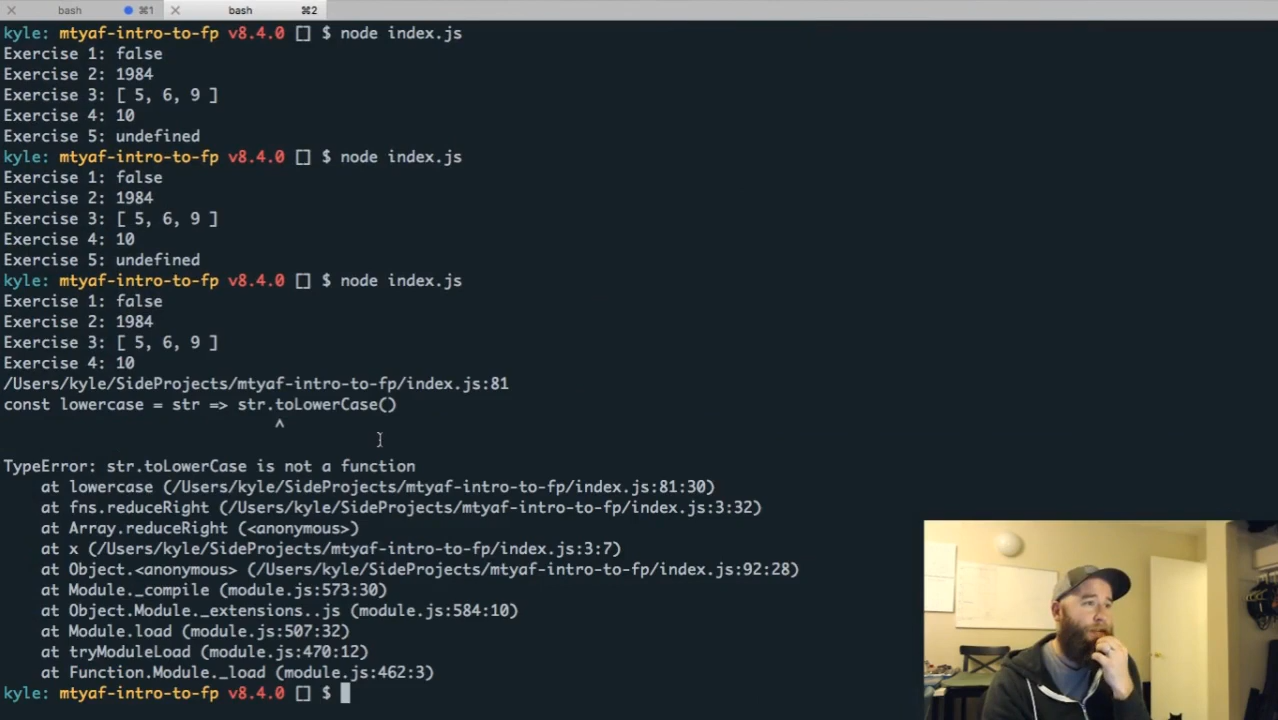 bash ⌘1 bash ⌘2
kyle: mtyaf-intro-to-fp v8.4.0 [] $ node index.js
Exercise 1: false
Exercise 2: 1984
Exercise 3: [ 5, 6, 9 ]
Exercise 4: 10
Exercise 5: undefined
kyle: mtyaf-intro-to-fp v8.4.0 [] $ node index.js
Exercise 1: false
Exercise 2: 1984
Exercise 3: [ 5, 6, 9 ]
Exercise 4: 10
Exercise 5: undefined
kyle: mtyaf-intro-to-fp v8.4.0 [] $ node index.js
Exercise 1: false
Exercise 2: 1984
Exercise 3: [ 5, 6, 9 ]
Exercise 4: 10
/Users/kyle/SideProjects/mtyaf-intro-to-fp/index.js:81
const lowercase = str => str.toLowerCase()
^
TypeError: str.toLowerCase is not a function
at lowercase (/Users/kyle/SideProjects/mtyaf-intro-to-fp/index.js:81:30)
at fns.reduceRight (/Users/kyle/SideProjects/mtyaf-intro-to-fp/index.js:3:32)
at Array.reduceRight (<anonymous>)
at x (/Users/kyle/SideProjects/mtyaf-intro-to-fp/index.js:3:7)
at Object.<anonymous> (/Users/kyle/SideProjects/mtyaf-intro-to-fp/index.js:92:28)
at Module._compile (module.js:573:30)
at Object.Module._extensions..js (module.js:584:10)
at Module.load (module.js:507:32)
at tryModuleLoad (module.js:470:12)
at Function.Module._load (module.js:462:3)
kyle: mtyaf-intro-to-fp v8.4.0 [] $